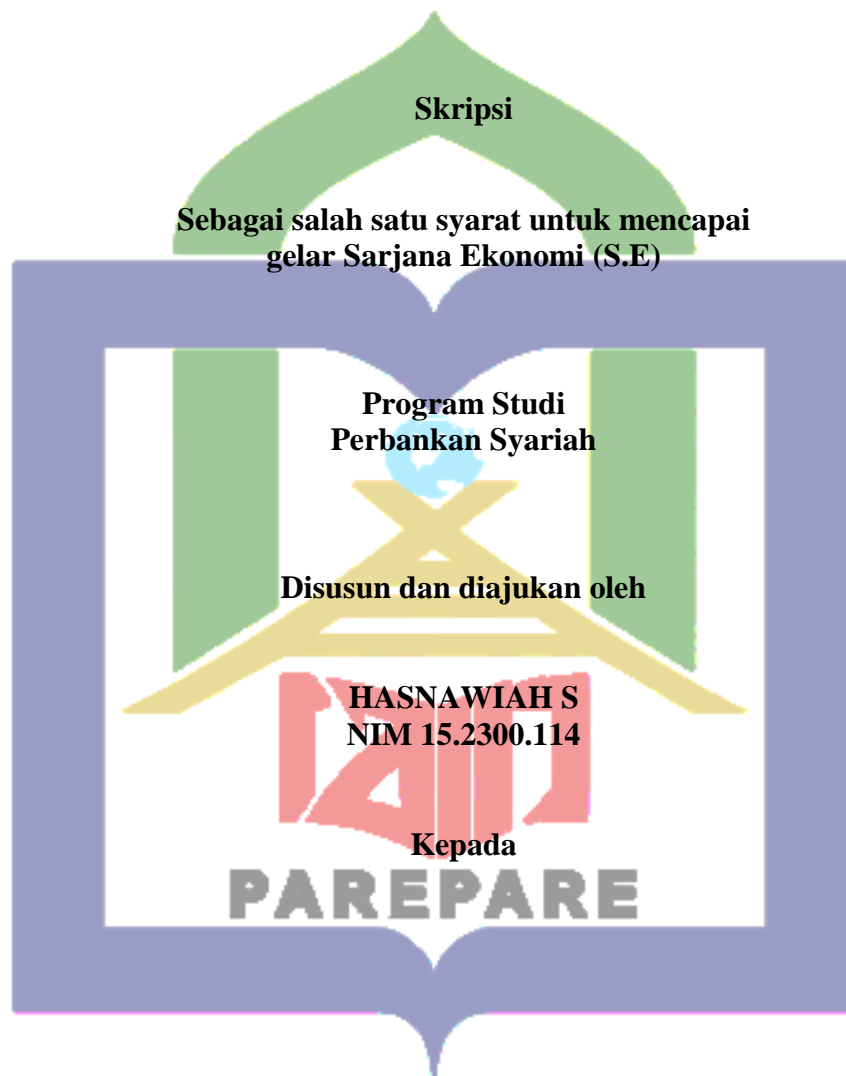 Skripsi
Sebagai salah satu syarat untuk mencapai
gelar Sarjana Ekonomi (S.E)
Program Studi
Perbankan Syariah
Disusun dan diajukan oleh
HASNAWIAH S
NIM 15.2300.114
iain
Kepada
PAREPARE